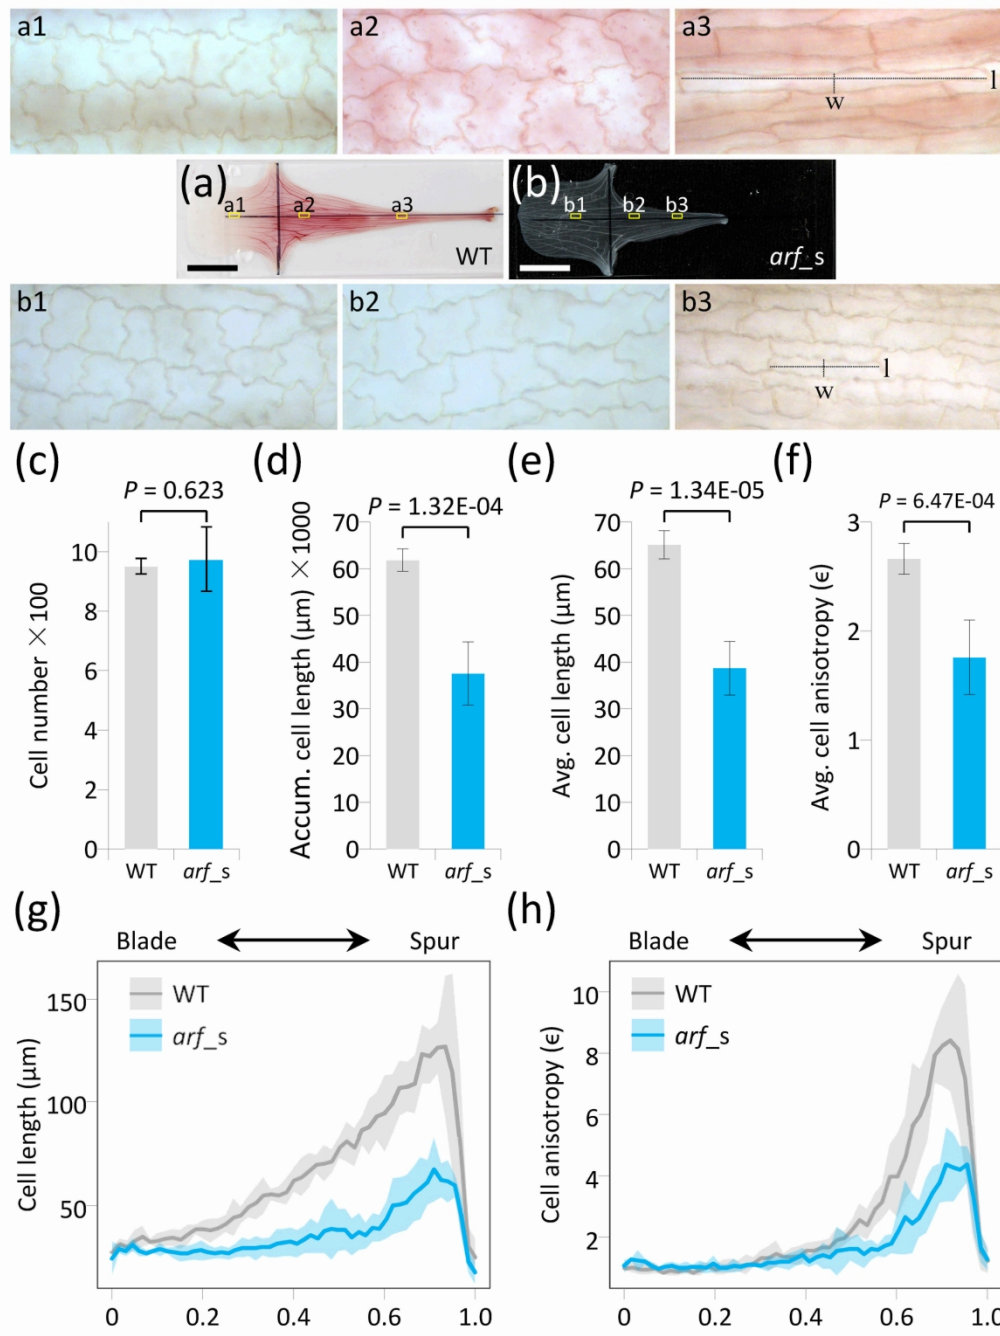 a1
a2
a3
l
w
(a)
a1
a2
a3
WT
(b)
b1
b2
b3
arf_s
b1
b2
b3
l
w
(c)
P = 0.623
Cell number ×100
10
8
6
4
2
0
WT
arf_s
(d)
P = 1.32E-04
Accum. cell length (μm) ×1000
70
60
50
40
30
20
10
0
WT
arf_s
(e)
P = 1.34E-05
Avg. cell length (μm)
70
60
50
40
30
20
10
0
WT
arf_s
(f)
P = 6.47E-04
Avg. cell anisotropy (ϵ)
3
2
1
0
WT
arf_s
(g)
Blade
Spur
WT
arf_s
Cell length (μm)
150
100
50
0
0.2
0.4
0.6
0.8
1.0
(h)
Blade
Spur
WT
arf_s
Cell anisotropy (ϵ)
10
8
6
4
2
0
0.2
0.4
0.6
0.8
1.0